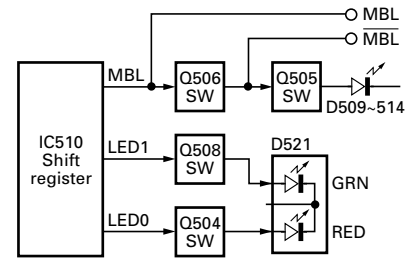 MBL
M̅B̅L̅
MBL
Q506
SW
Q505
SW
D509~514
IC510
Shift
register
LED1
Q508
SW
D521
GRN
LED0
Q504
SW
RED